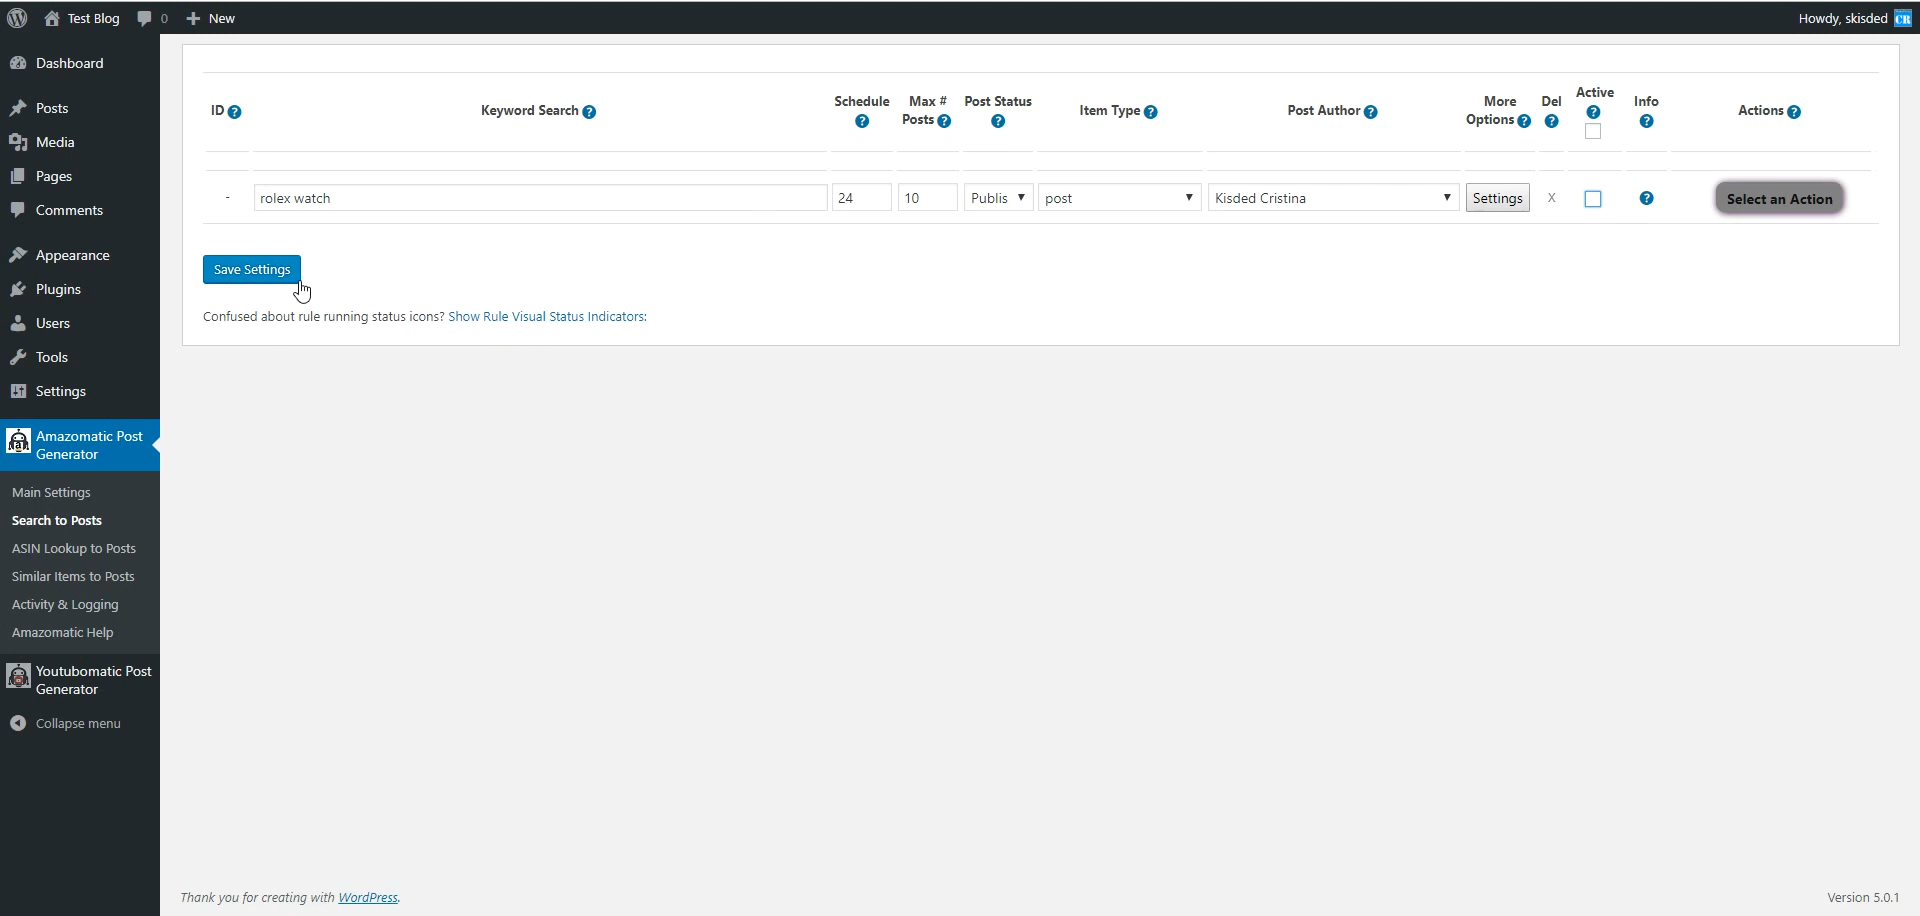 Test Blog 0 New Howdy, skisded CR
Dashboard
Posts
Media
Pages
Comments
Appearance
Plugins
Users
Tools
Settings
Amazomatic Post
Generator
Main Settings
Search to Posts
ASIN Lookup to Posts
Similar Items to Posts
Activity & Logging
Amazomatic Help
Youtubomatic Post
Generator
Collapse menu
ID ? Keyword Search ? Schedule ? Max # Posts ? Post Status ? Item Type ? Post Author ? More Options ? Del ? Active ? Info ? Actions ?
- rolex watch 24 10 Publis post Kisded Cristina Settings X ? Select an Action
Save Settings
Confused about rule running status icons? Show Rule Visual Status Indicators:
Thank you for creating with WordPress. Version 5.0.1